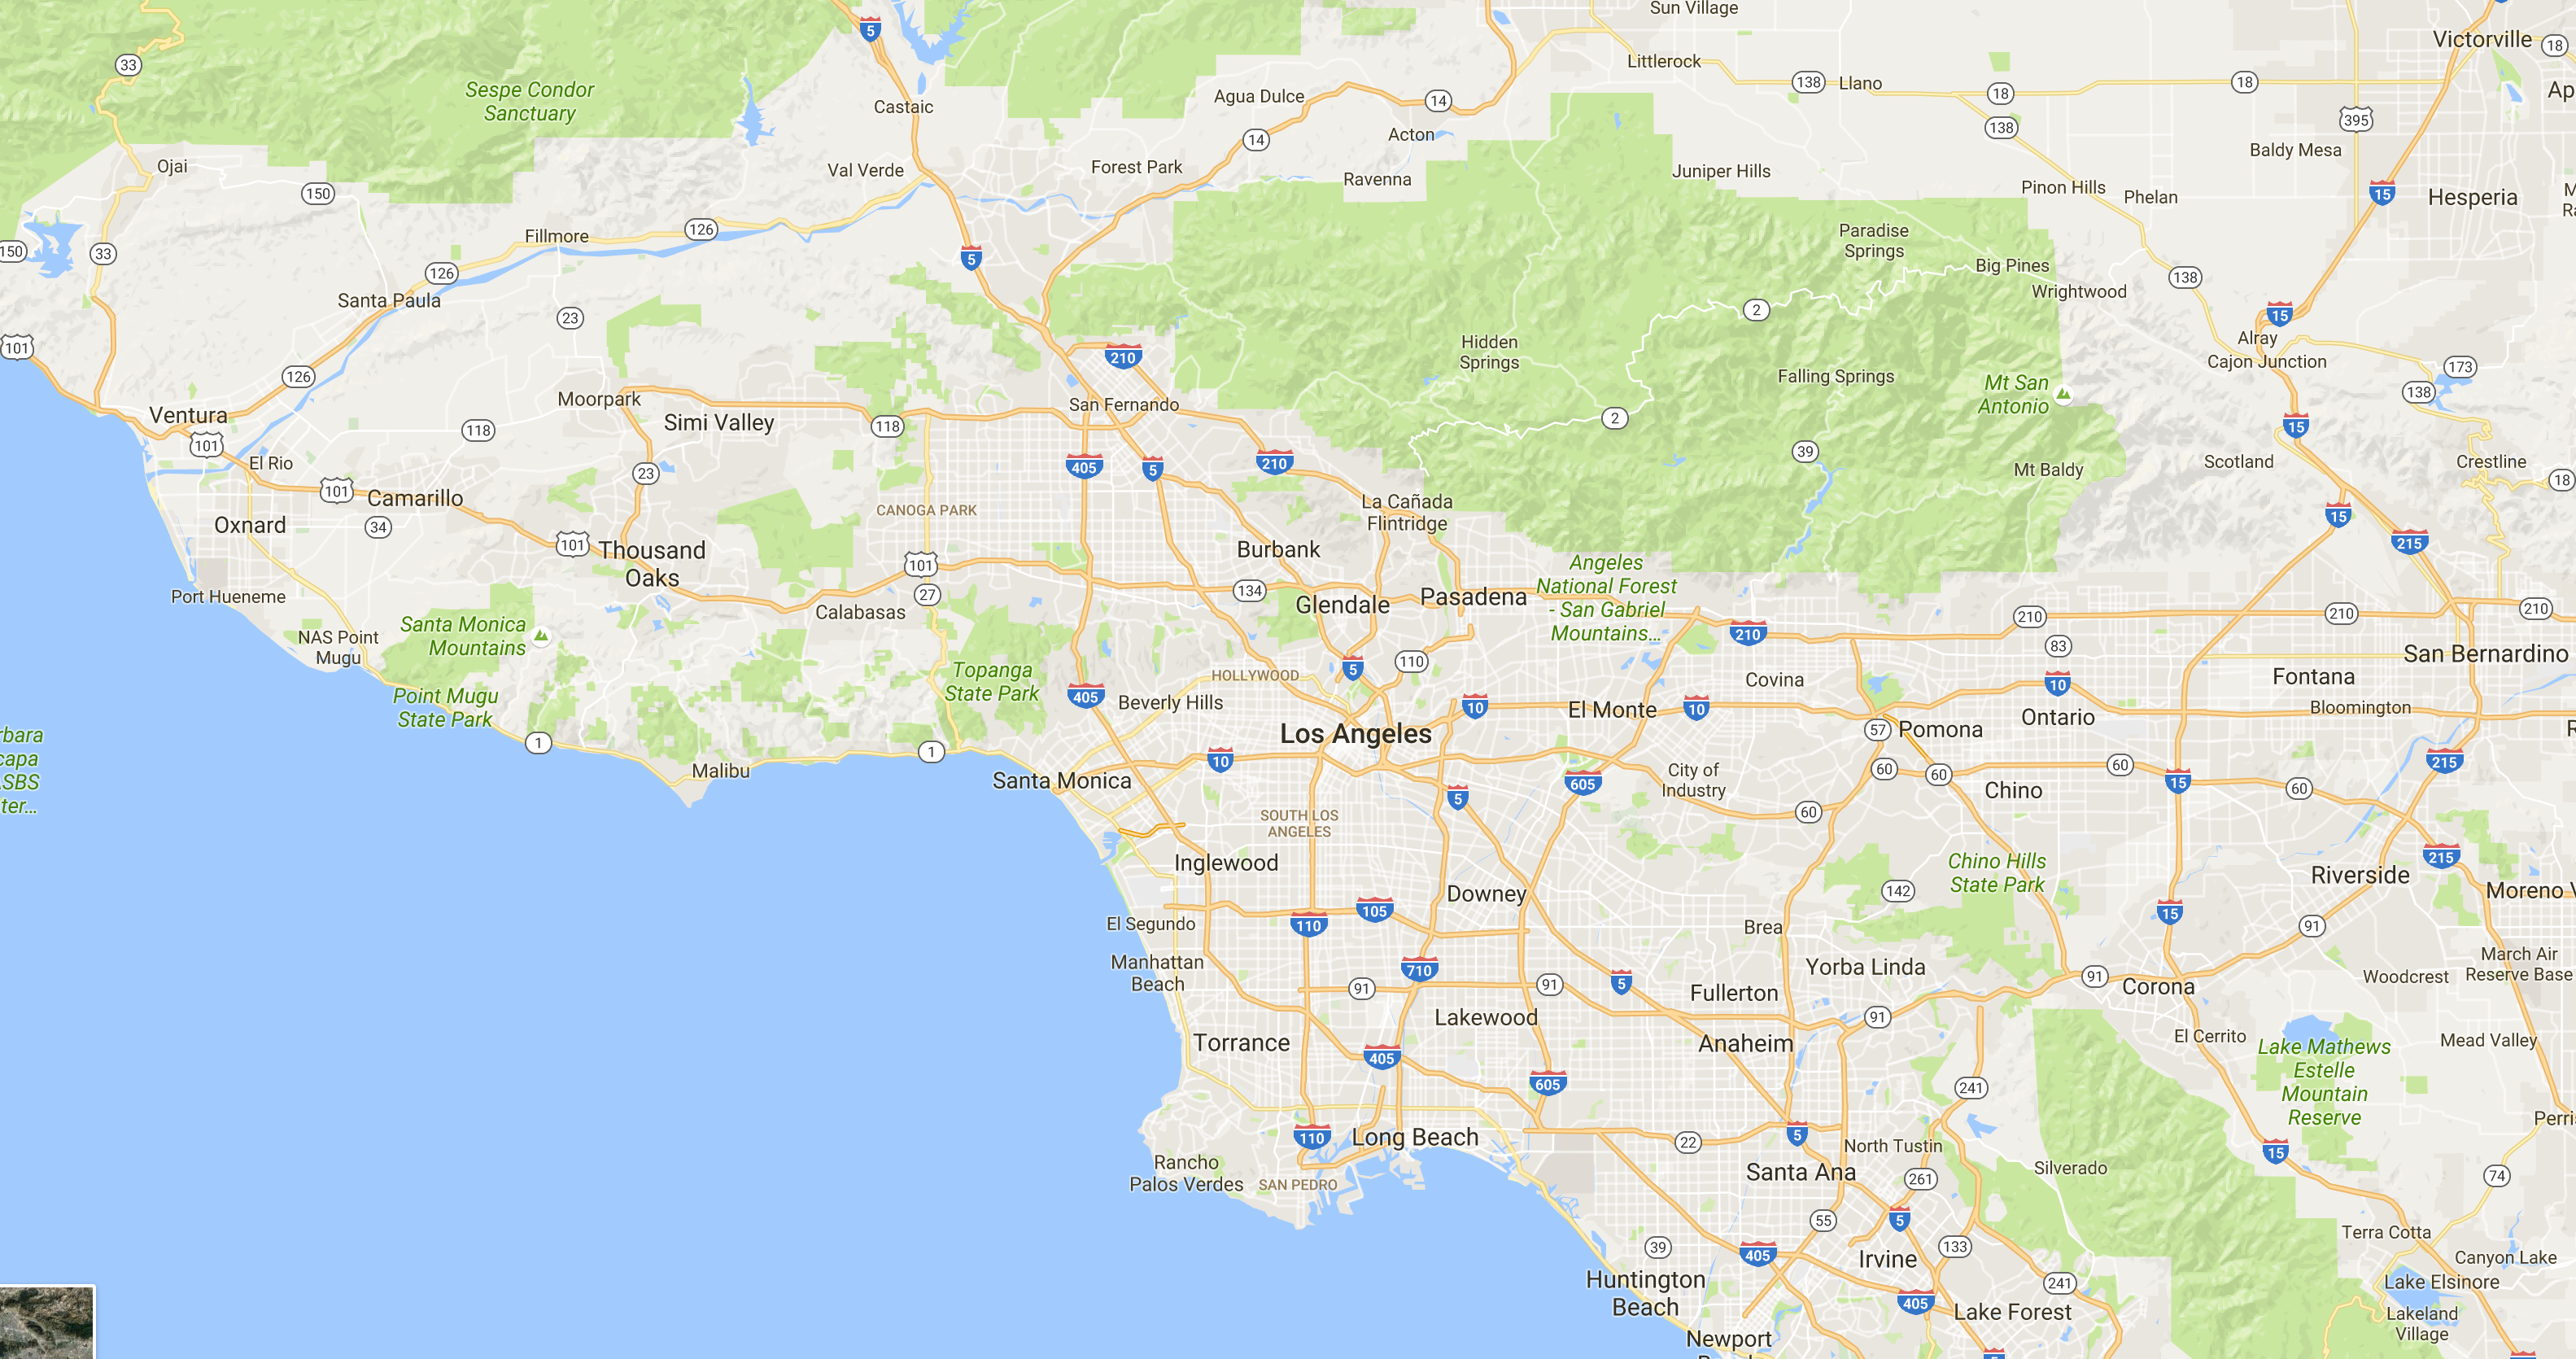 5
Sun Village
Victorville
18
33
Littlerock
138
Llano
18
18
Sespe Condor
Sanctuary
Castaic
Agua Dulce
14
138
395
14
Acton
Baldy Mesa
Ojai
Val Verde
Forest Park
Ravenna
Juniper Hills
Pinon Hills
Phelan
15
Hesperia
150
126
Fillmore
Paradise
Springs
150
33
5
Big Pines
Wrightwood
138
126
Santa Paula
23
2
15
Alray
Cajon Junction
101
210
Hidden
Springs
173
126
Falling Springs
Mt San
Antonio
138
Moorpark
San Fernando
Ventura
Simi Valley
118
2
15
101
118
El Rio
23
405
5
210
39
Mt Baldy
Scotland
Crestline
18
101
Camarillo
CANOGA PARK
La Cañada
Flintridge
15
Oxnard
34
101
Thousand
Oaks
Burbank
215
101
Angeles
National Forest
- San Gabriel
Mountains...
Port Hueneme
27
134
Glendale
Pasadena
Calabasas
210
210
210
210
NAS Point
Mugu
Santa Monica
Mountains
83
San Bernardino
Topanga
State Park
HOLLYWOOD
5
110
Covina
10
Fontana
Point Mugu
State Park
405
Beverly Hills
10
El Monte
10
Ontario
Bloomington
1
1
Los Angeles
57
Pomona
Malibu
10
Santa Monica
605
City of
Industry
60
60
60
15
215
5
Chino
60
60
SOUTH LOS
ANGELES
Inglewood
Chino Hills
State Park
215
Riverside
Downey
142
Moreno V
El Segundo
110
105
Brea
15
91
Manhattan
Beach
710
Yorba Linda
March Air
Reserve Base
91
91
5
Fullerton
91
Corona
Woodcrest
Lakewood
91
Torrance
405
Anaheim
El Cerrito
Mead Valley
Lake Mathews
Estelle
Mountain
Reserve
605
241
110
Long Beach
22
5
North Tustin
Perri
15
Rancho
Palos Verdes
SAN PEDRO
Santa Ana
261
Silverado
74
55
5
39
405
Irvine
133
Terra Cotta
Canyon Lake
Huntington
Beach
241
Lake Elsinore
405
Lake Forest
Lakeland
Village
Newport